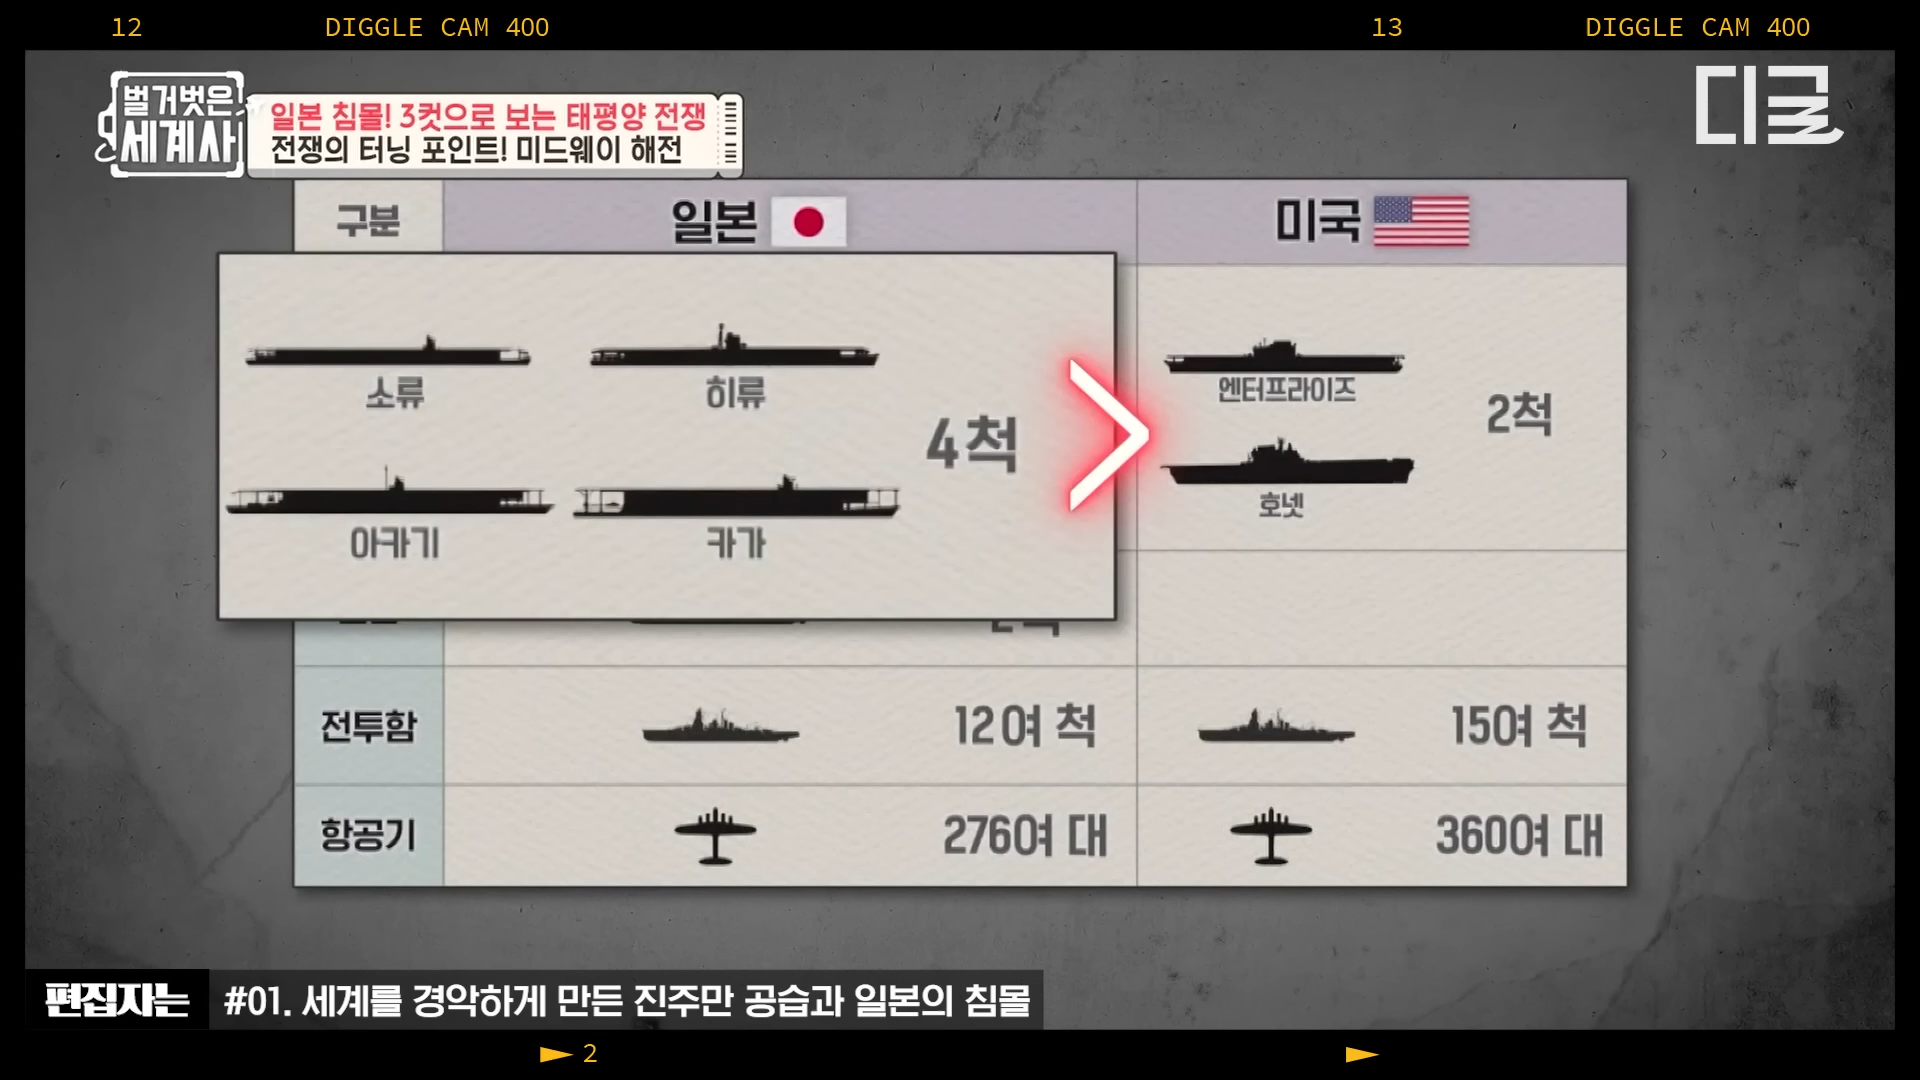 12
DIGGLE CAM 400
13
DIGGLE CAM 400
벌거벗은
세계사
일본 침몰! 3컷으로 보는 태평양 전쟁
전쟁의 터닝 포인트! 미드웨이 해전
디글
구분
일본
미국
소류
히류
4척
아카기
카가
엔터프라이즈
2척
호넷
전투함
12여 척
15여 척
항공기
276여 대
360여 대
편집자는
#01. 세계를 경악하게 만든 진주만 공습과 일본의 침몰
2